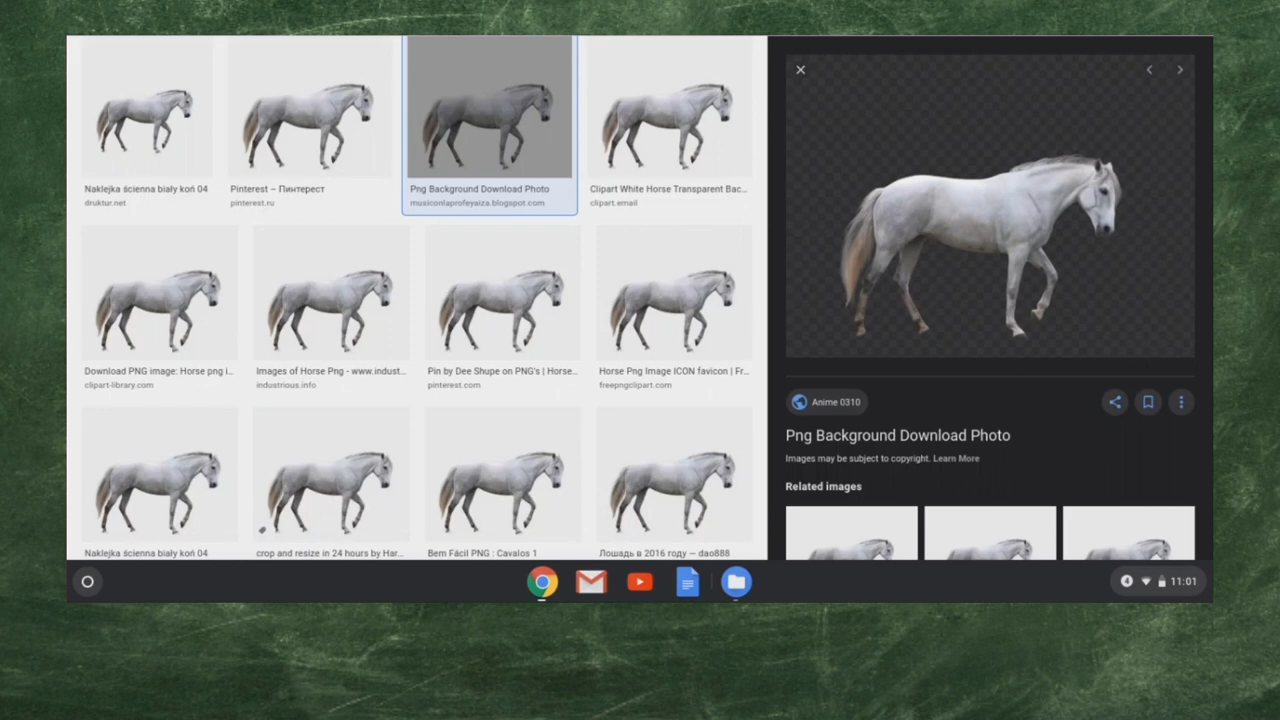 Naklejka ścienna biały koń 04
druktur.net
Pinterest – Пинтерест
pinterest.ru
Png Background Download Photo
musiconlaprofeyaiza.blogspot.com
Clipart White Horse Transparent Bac...
clipart.email
Download PNG image: Horse png i...
clipart-library.com
Images of Horse Png - www.indust...
industrious.info
Pin by Dee Shupe on PNG's | Horse...
pinterest.com
Horse Png Image ICON favicon | Fr...
freepngclipart.com
Naklejka ścienna biały koń 04
crop and resize in 24 hours by Har...
Bem Fácil PNG : Cavalos 1
Лошадь в 2016 году — dao888
Anime 0310
Png Background Download Photo
Images may be subject to copyright. Learn More
Related images
4
11:01